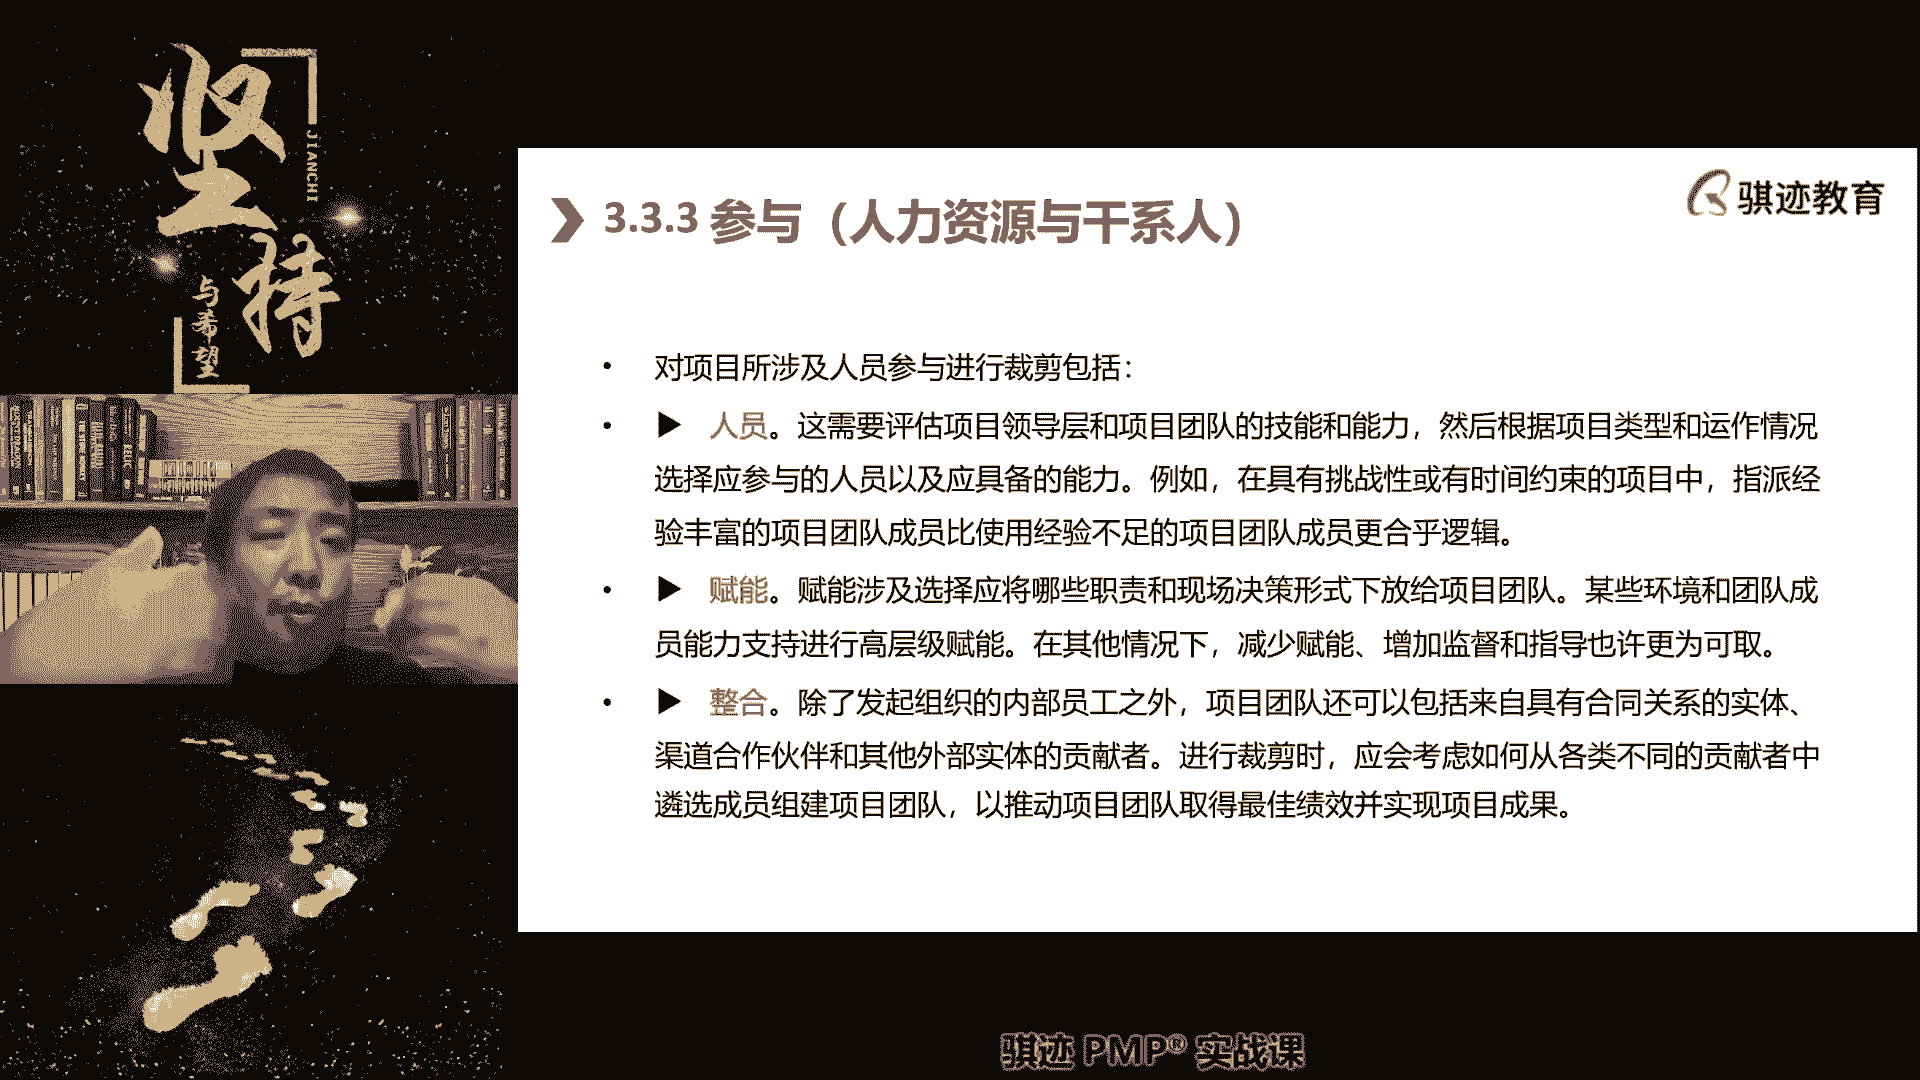 坚持
JIANCHI
与希望
骐迹教育
3.3.3 参与（人力资源与干系人）
• 对项目所涉及人员参与进行裁剪包括：
• ▶ 人员。这需要评估项目领导层和项目团队的技能和能力，然后根据项目类型和运作情况
选择应参与的人员以及应具备的能力。例如，在具有挑战性或有时间约束的项目中，指派经
验丰富的项目团队成员比使用经验不足的项目团队成员更合乎逻辑。
• ▶ 赋能。赋能涉及选择应将哪些职责和现场决策形式下放给项目团队。某些环境和团队成
员能力支持进行高层级赋能。在其他情况下，减少赋能、增加监督和指导也许更为可取。
• ▶ 整合。除了发起组织的内部员工之外，项目团队还可以包括来自具有合同关系的实体、
渠道合作伙伴和其他外部实体的贡献者。进行裁剪时，应会考虑如何从各类不同的贡献者中
遴选成员组建项目团队，以推动项目团队取得最佳绩效并实现项目成果。
骐迹 PMP® 实战课